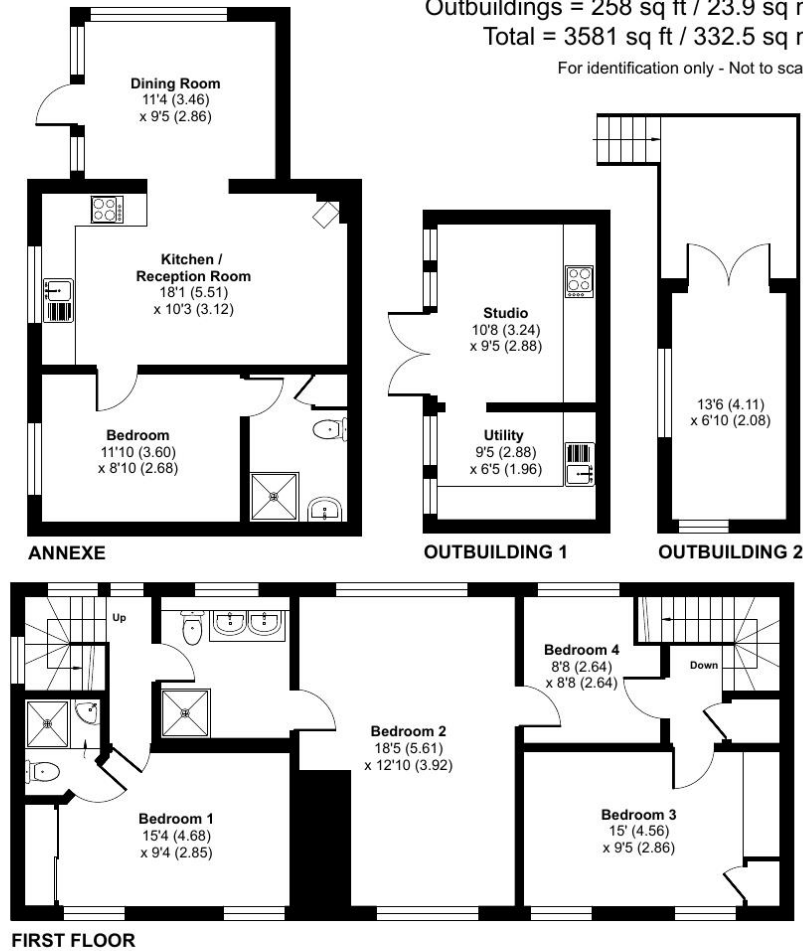 Outbuildings = 258 sq ft / 23.9 sq
Total = 3581 sq ft / 332.5 sq
For identification only - Not to
Dining Room
11'4 (3.46)
x 9'5 (2.86)
Kitchen /
Reception Room
18'1 (5.51)
x 10'3 (3.12)
Bedroom
11'10 (3.60)
x 8'10 (2.68)
ANNEXE
Studio
10'8 (3.24)
x 9'5 (2.88)
Utility
9'5 (2.88)
x 6'5 (1.96)
OUTBUILDING 1
13'6 (4.11)
x 6'10 (2.08)
OUTBUILDING 2
Up
Bedroom 1
15'4 (4.68)
x 9'4 (2.85)
Bedroom 2
18'5 (5.61)
x 12'10 (3.92)
Bedroom 4
8'8 (2.64)
x 8'8 (2.64)
Down
Bedroom 3
15' (4.56)
x 9'5 (2.86)
FIRST FLOOR